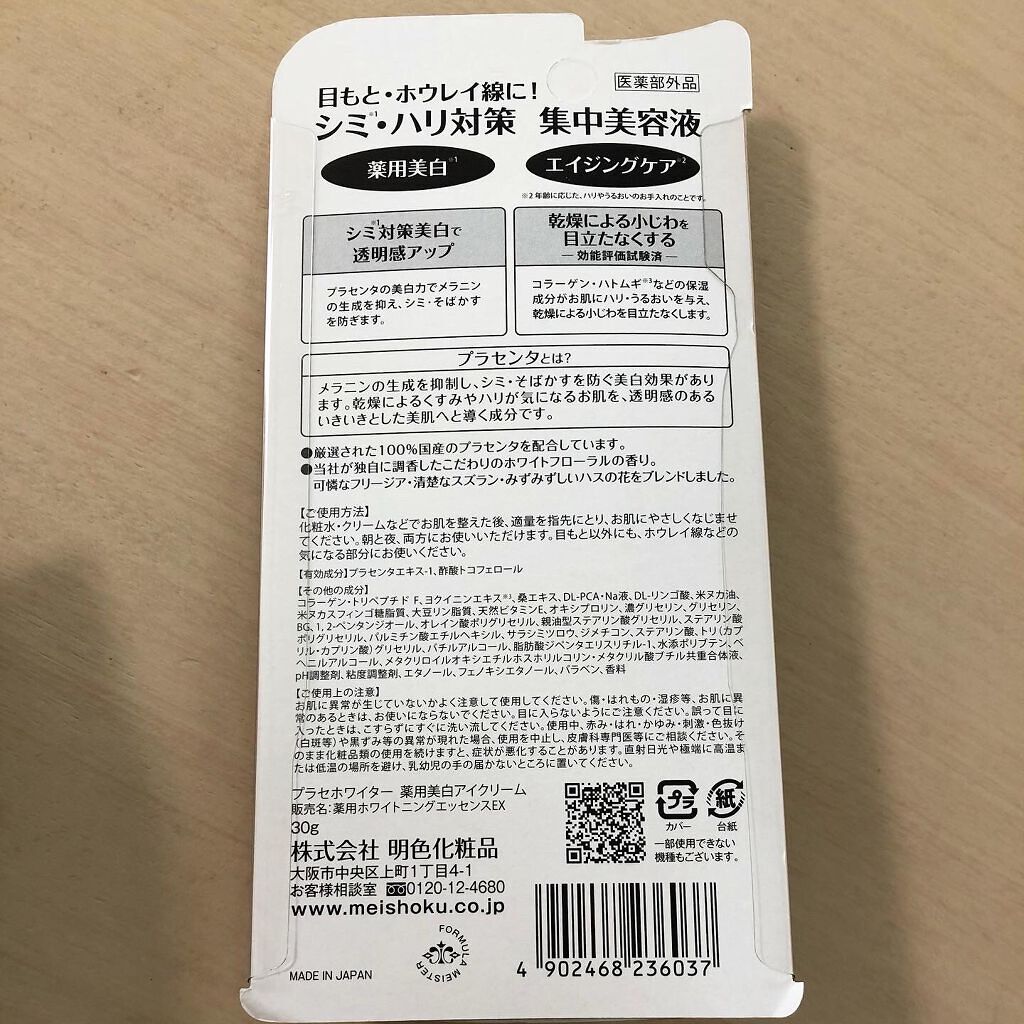 医薬部外品
目もと・ホウレイ線に!
シミ※1・ハリ対策 集中美容液
薬用美白※1
エイジングケア※2
※2 年齢に応じた、ハリやうるおいのお手入れのことです。
シミ※1対策美白で
透明感アップ
プラセンタの美白力でメラニン
の生成を抑え、シミ・そばかす
を防ぎます。
乾燥による小じわを
目立たなくする
― 効能評価試験済 ―
コラーゲン・ハトムギ※3などの保湿
成分がお肌にハリ・うるおいを与え、
乾燥による小じわを目立たなくします。
プラセンタとは?
メラニンの生成を抑制し、シミ・そばかすを防ぐ美白効果があり
ます。乾燥によるくすみやハリが気になるお肌を、透明感のある
いきいきとした美肌へと導く成分です。
●厳選された100%国産のプラセンタを配合しています。
●当社が独自に調香したこだわりのホワイトフローラルの香り。
可憐なフリージア・清楚なスズラン・みずみずしいハスの花をブレンドしました。
【ご使用方法】
化粧水・クリームなどでお肌を整えた後、適量を指先にとり、お肌にやさしくなじませ
てください。朝と夜、両方にお使いいただけます。目もと以外にも、ホウレイ線などの
気になる部分にお使いください。
【有効成分】プラセンタエキス-1、酢酸トコフェロール
【その他の成分】
コラーゲン・トリペプチド F、ヨクイニンエキス※3、桑エキス、DL-PCA・Na液、DL-リンゴ酸、米ヌカ油、
米ヌカスフィンゴ糖脂質、大豆リン脂質、天然ビタミンE、オキシプロリン、濃グリセリン、グリセリン、
BG、1, 2-ペンタンジオール、オレイン酸ポリグリセリル、親油型ステアリン酸グリセリル、ステアリン酸
ポリグリセリル、パルミチン酸エチルヘキシル、サラシミツロウ、ジメチコン、ステアリン酸、トリ(カプ
リル・カプリン酸)グリセリル、バチルアルコール、脂肪酸ジペンタエリスリチル-1、水添ポリブテン、ベ
ヘニルアルコール、メタクリロイルオキシエチルホスホリルコリン・メタクリル酸ブチル共重合体液、
pH調整剤、粘度調整剤、エタノール、フェノキシエタノール、パラベン、香料
【ご使用上の注意】
お肌に異常が生じていないかよく注意して使用してください。傷・はれもの・湿疹等、お肌に異
常のあるときは、お使いにならないでください。目に入らないようにご注意ください。誤って目に
入ったときは、こすらずにすぐに洗い流してください。使用中、赤み・はれ・かゆみ・刺激・色抜け
(白斑等)や黒ずみ等の異常が現れた場合、使用を中止し、皮膚科専門医等にご相談ください。そ
のまま化粧品類の使用を続けますと、症状が悪化することがあります。直射日光や極端に高温ま
たは低温の場所を避け、乳幼児の手の届かないところに置いてください。
プラセホワイター 薬用美白アイクリーム
販売名:薬用ホワイトニングエッセンスEX
30g
株式会社 明色化粧品
大阪市中央区上町1丁目4-1
お客様相談室 0120-12-4680
www.meishoku.co.jp
プラ
カバー
紙
台紙
一部使用できない
機種もございます。
FORMULA MEISTER
MADE IN JAPAN
4 902468 236037